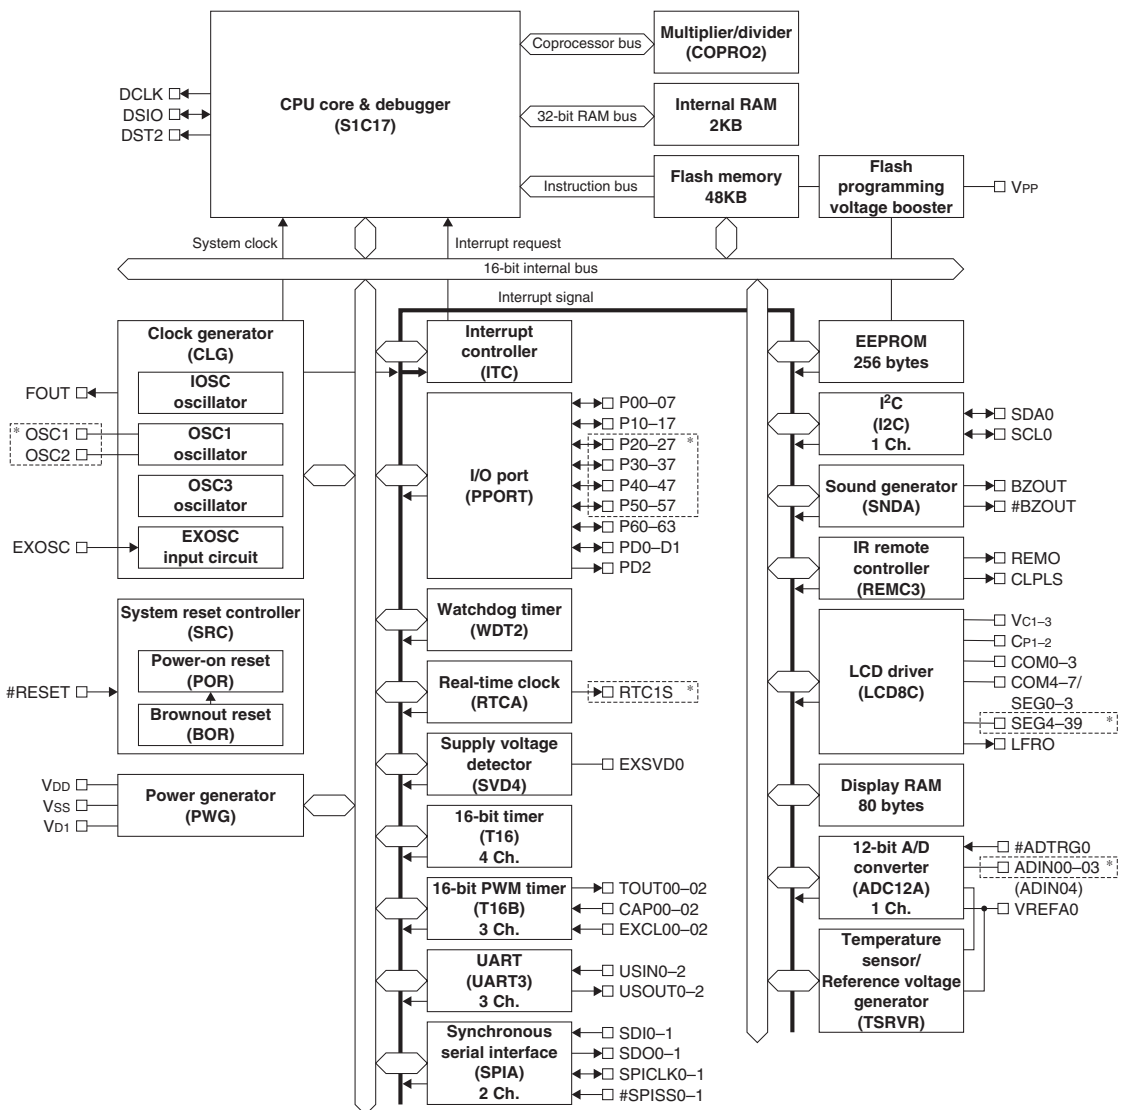 Multiplier/divider
(COPRO2)
Coprocessor bus
CPU core & debugger
(S1C17)
DCLK
DSIO
DST2
32-bit RAM bus
Internal RAM
2KB
Instruction bus
Flash memory
48KB
Flash
programming
voltage booster
VPP
System clock
Interrupt request
16-bit internal bus
Interrupt signal
Clock generator
(CLG)
IOSC
oscillator
FOUT
* OSC1
OSC2
OSC1
oscillator
OSC3
oscillator
EXOSC
EXOSC
input circuit
System reset controller
(SRC)
Power-on reset
(POR)
#RESET
Brownout reset
(BOR)
VDD
VSS
VD1
Power generator
(PWG)
Interrupt
controller
(ITC)
I/O port
(PPORT)
P00–07
P10–17
P20–27 *
P30–37
P40–47
P50–57
P60–63
PD0–D1
PD2
Watchdog timer
(WDT2)
Real-time clock
(RTCA)
RTC1S *
Supply voltage
detector
(SVD4)
EXSVD0
16-bit timer
(T16)
4 Ch.
16-bit PWM timer
(T16B)
3 Ch.
TOUT00–02
CAP00–02
EXCL00–02
UART
(UART3)
3 Ch.
USIN0–2
USOUT0–2
Synchronous
serial interface
(SPIA)
2 Ch.
SDI0–1
SDO0–1
SPICLK0–1
#SPISS0–1
EEPROM
256 bytes
I2C
(I2C)
1 Ch.
SDA0
SCL0
Sound generator
(SNDA)
BZOUT
#BZOUT
IR remote
controller
(REMC3)
REMO
CLPLS
LCD driver
(LCD8C)
VC1–3
CP1–2
COM0–3
COM4–7/
SEG0–3
SEG4–39 *
LFRO
Display RAM
80 bytes
12-bit A/D
converter
(ADC12A)
1 Ch.
#ADTRG0
ADIN00–03 *
(ADIN04)
VREFA0
Temperature
sensor/
Reference voltage
generator
(TSRVR)